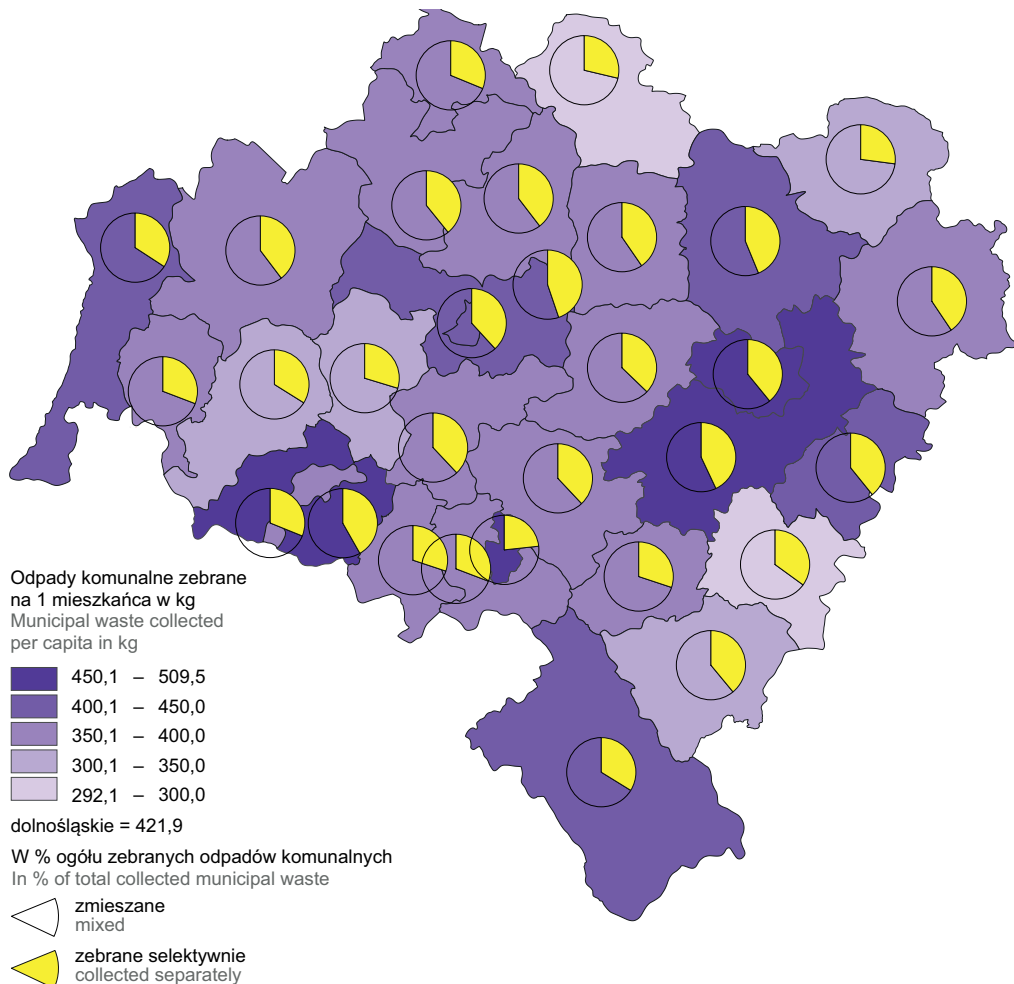 Odpady komunalne zebrane
na 1 mieszkańca w kg
Municipal waste collected
per capita in kg
450,1 – 509,5
400,1 – 450,0
350,1 – 400,0
300,1 – 350,0
292,1 – 300,0
dolnośląskie = 421,9
W % ogółu zebranych odpadów komunalnych
In % of total collected municipal waste
zmieszane
mixed
zebrane selektywnie
collected separately